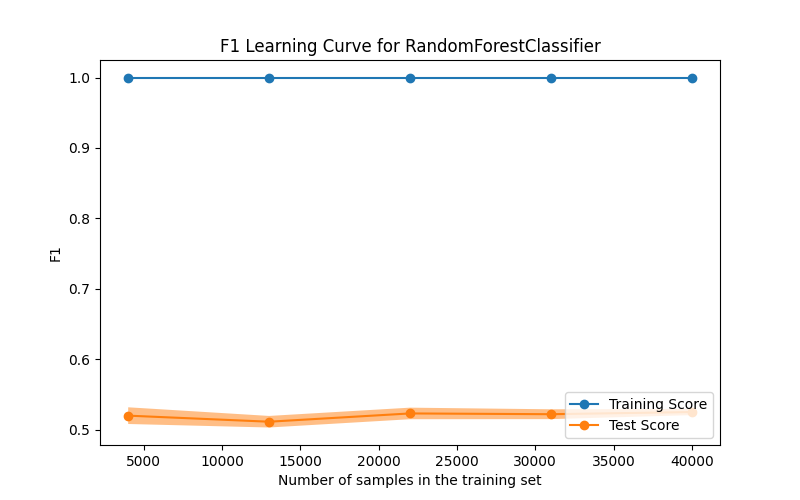 F1 Learning Curve for RandomForestClassifier
1.0
0.9
0.8
0.7
0.6
0.5
F1
Training Score
Test Score
5000 10000 15000 20000 25000 30000 35000 40000
Number of samples in the training set